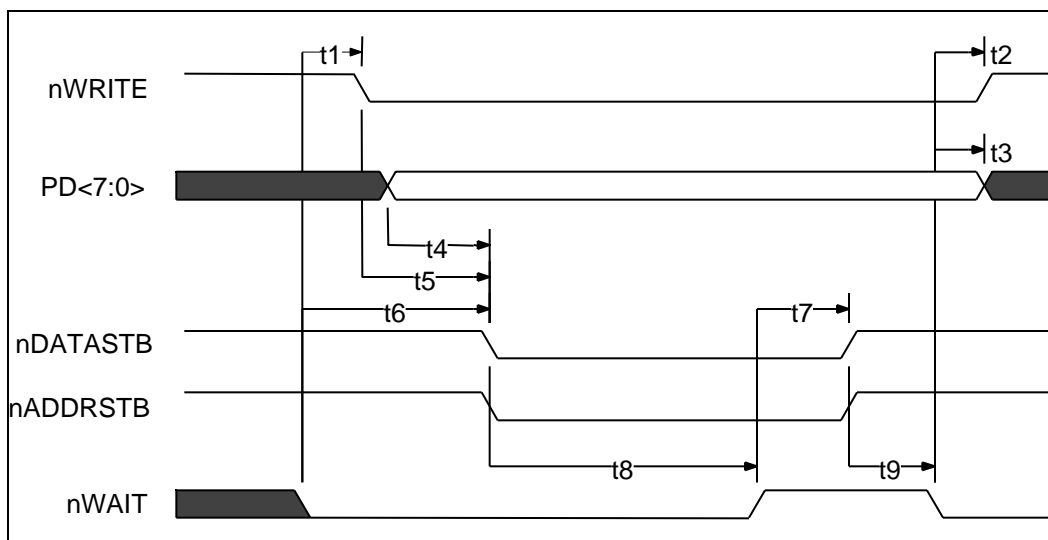 t1
t2
nWRITE
t3
PD<7:0>
t4
t5
t6
t7
nDATASTB
nADDRSTB
t8
t9
nWAIT